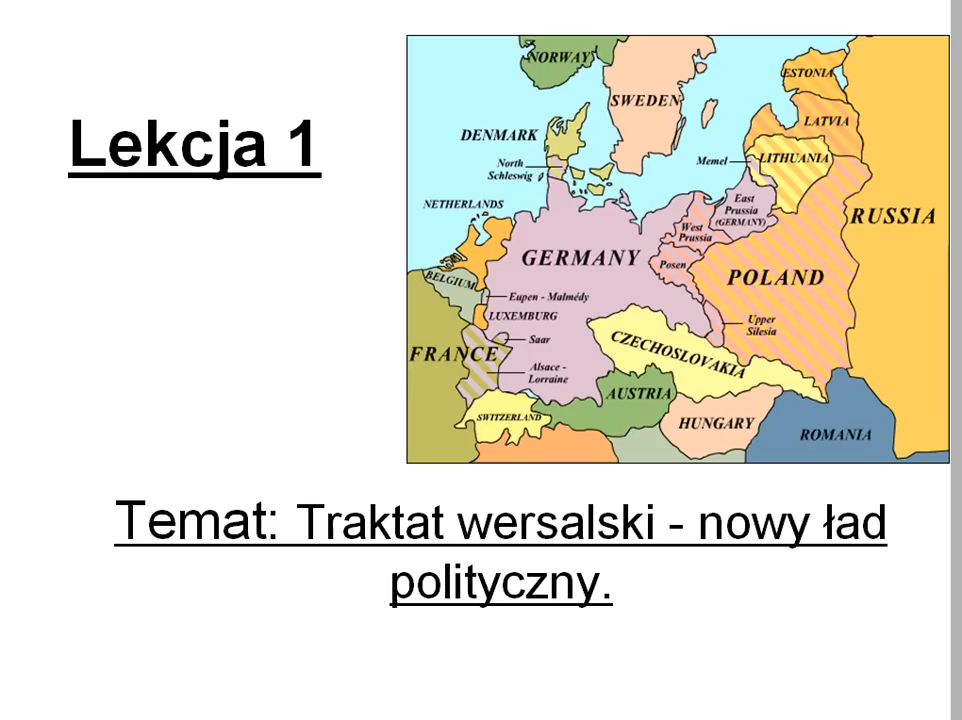 Lekcja 1
NORWAY
SWEDEN
ESTONIA
LATVIA
DENMARK
North
Schleswig
Memel
LITHUANIA
NETHERLANDS
East
Prussia
(GERMANY)
RUSSIA
West
Prussia
GERMANY
Posen
POLAND
BELGIUM
Eupen - Malmédy
LUXEMBURG
Upper
Silesia
Saar
FRANCE
CZECHOSLOVAKIA
Alsace -
Lorraine
AUSTRIA
SWITZERLAND
HUNGARY
ROMANIA
Temat: Traktat wersalski - nowy ład
polityczny.